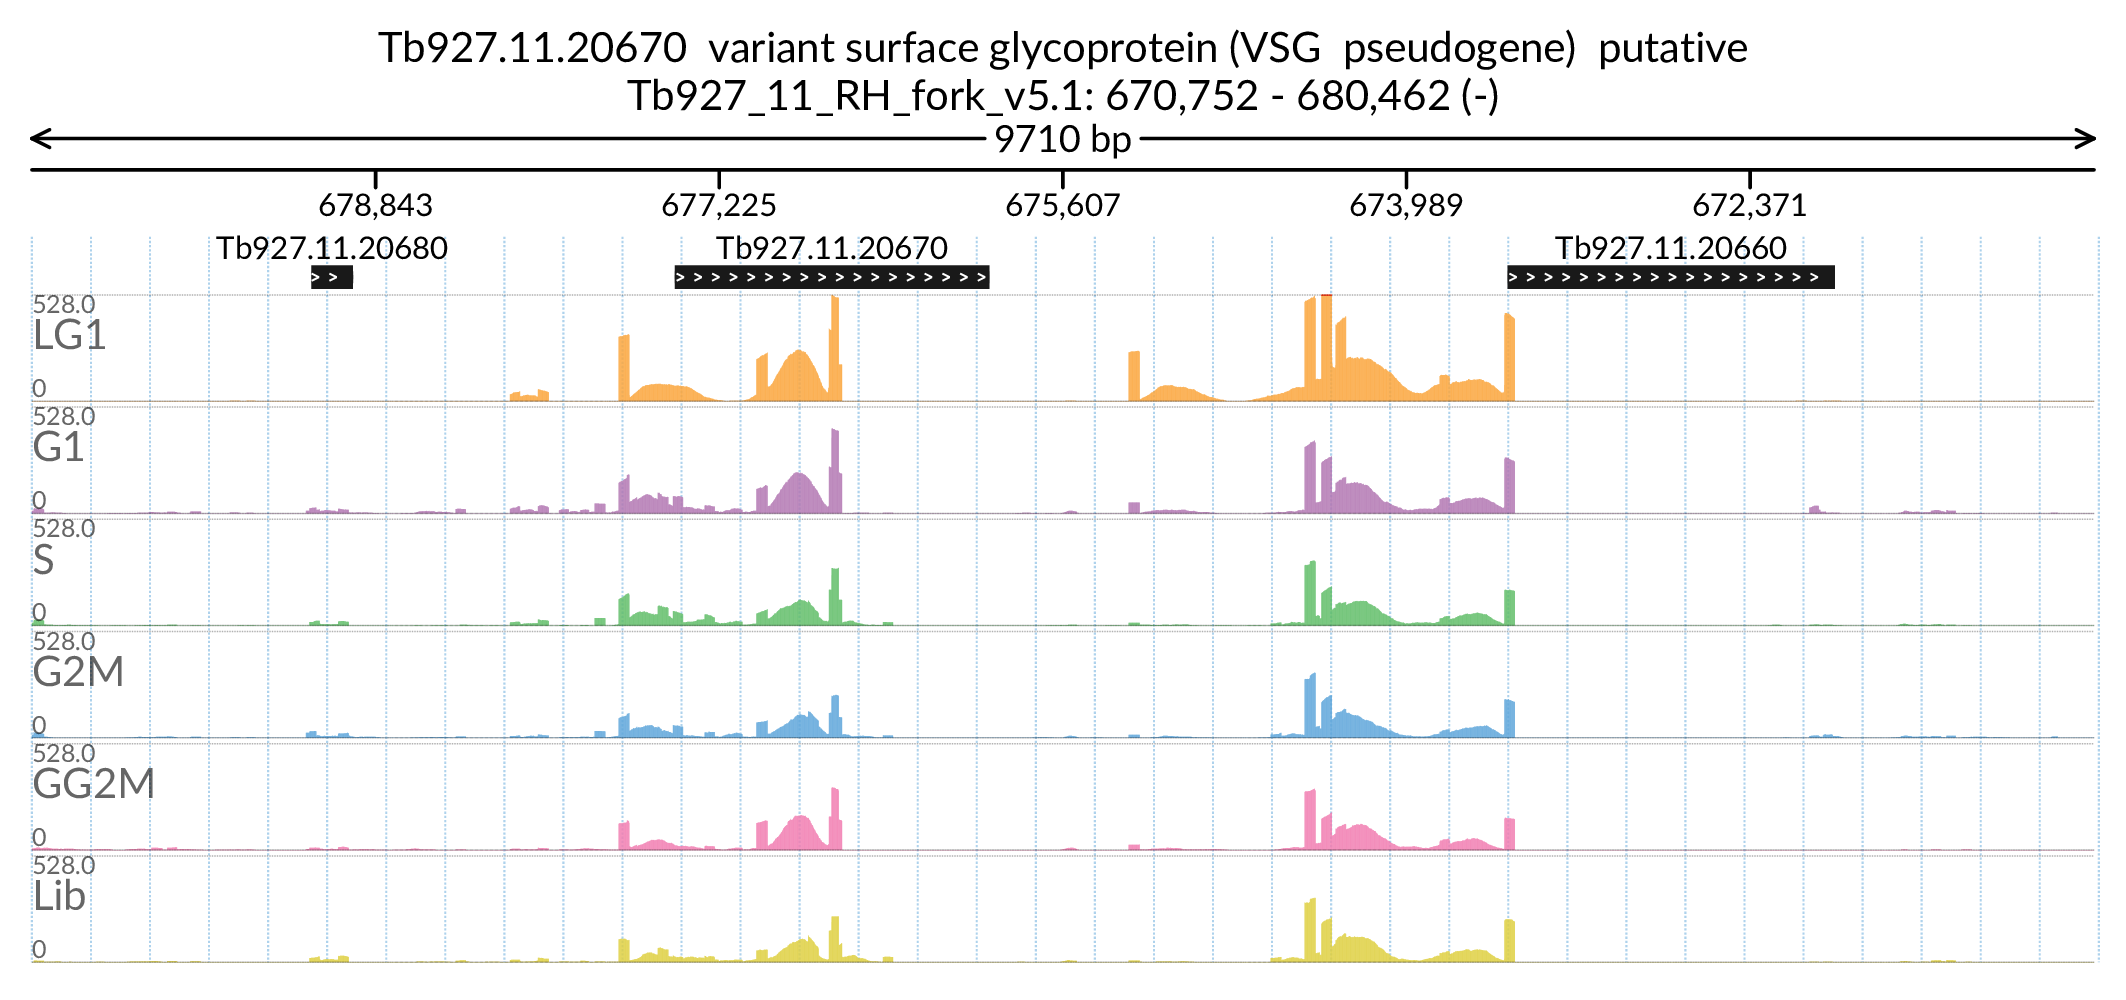 Tb927.11.20670  variant surface glycoprotein (VSG  pseudogene)  putative
Tb927_11_RH_fork_v5.1: 670,752 - 680,462 (-)
9710 bp
678,843 677,225 675,607 673,989 672,371
Tb927.11.20680 Tb927.11.20670 Tb927.11.20660
528.0
LG1
0
528.0
G1
0
528.0
S
0
528.0
G2M
0
528.0
GG2M
0
528.0
Lib
0